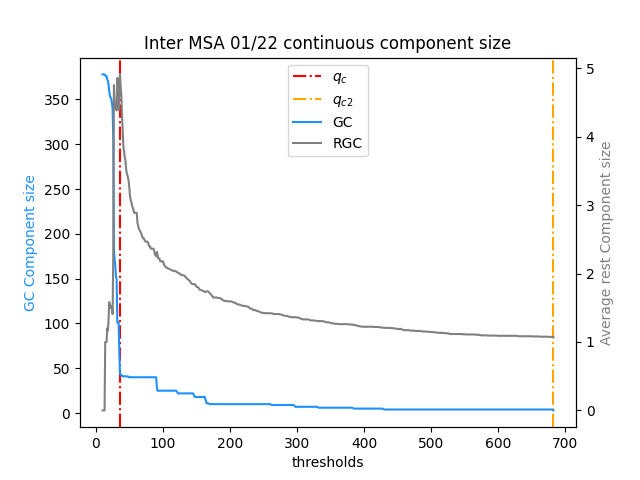 Inter MSA 01/22 continuous component size
q_c
q_c2
GC
RGC
GC Component size
350
300
250
200
150
100
50
0
Average rest Component size
5
4
3
2
1
0
0 100 200 300 400 500 600 700
thresholds